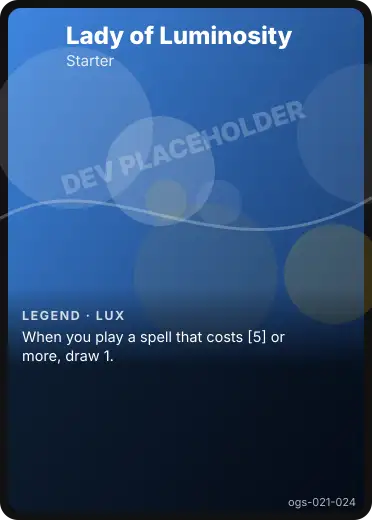 Lady of Luminosity
Starter
DEV PLACEHOLDER
LEGEND · LUX
When you play a spell that costs [5] or
more, draw 1.
ogs-021-024